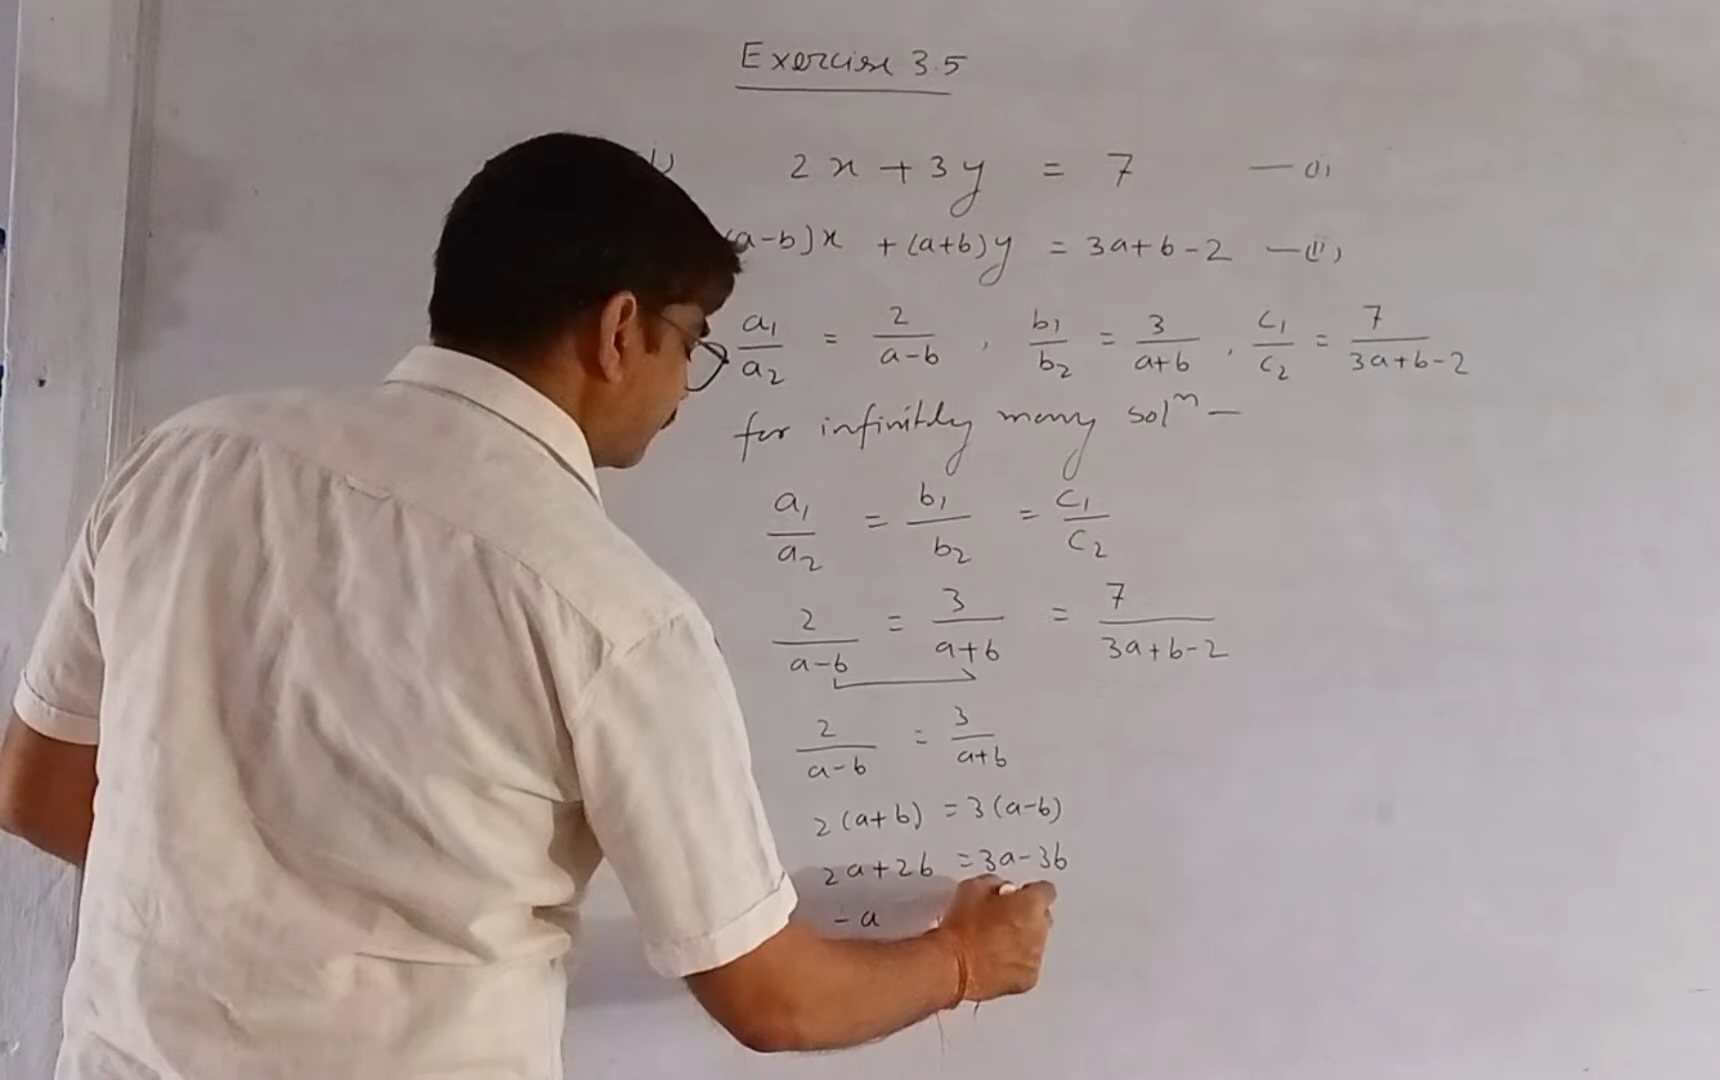 Exercise 3.5
2x + 3y = 7 — (i)
(a-b)x + (a+b)y = 3a+b-2 — (ii)
a₁/a₂ = 2/(a-b) , b₁/b₂ = 3/(a+b) , c₁/c₂ = 7/(3a+b-2)
for infinitly many solⁿ —
a₁/a₂ = b₁/b₂ = c₁/c₂
2/(a-b) = 3/(a+b) = 7/(3a+b-2)
2/(a-b) = 3/(a+b)
2(a+b) = 3(a-b)
2a+2b = 3a-3b
-a